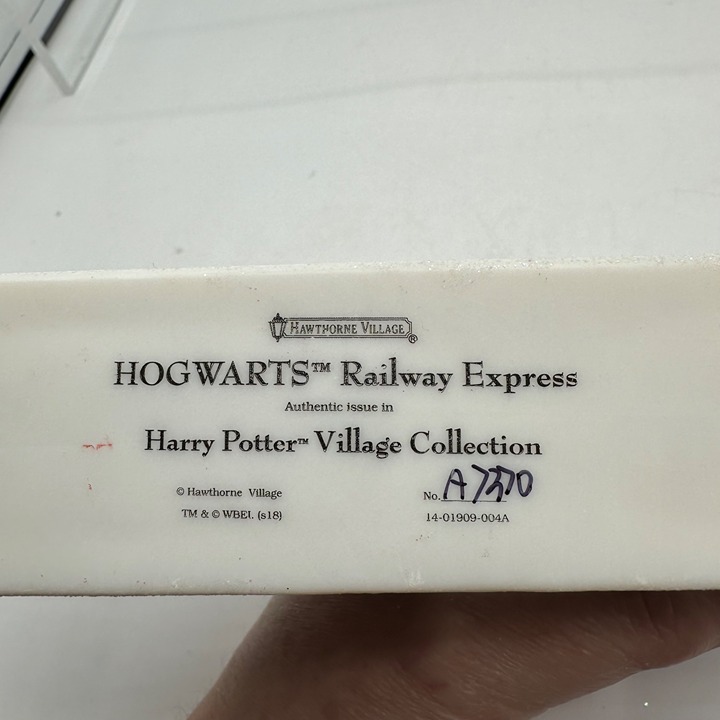 HAWTHORNE VILLAGE ®
HOGWARTS™ Railway Express
Authentic issue in
Harry Potter™ Village Collection
© Hawthorne Village
TM & © WBEI. (s18)
No.
14-01909-004A